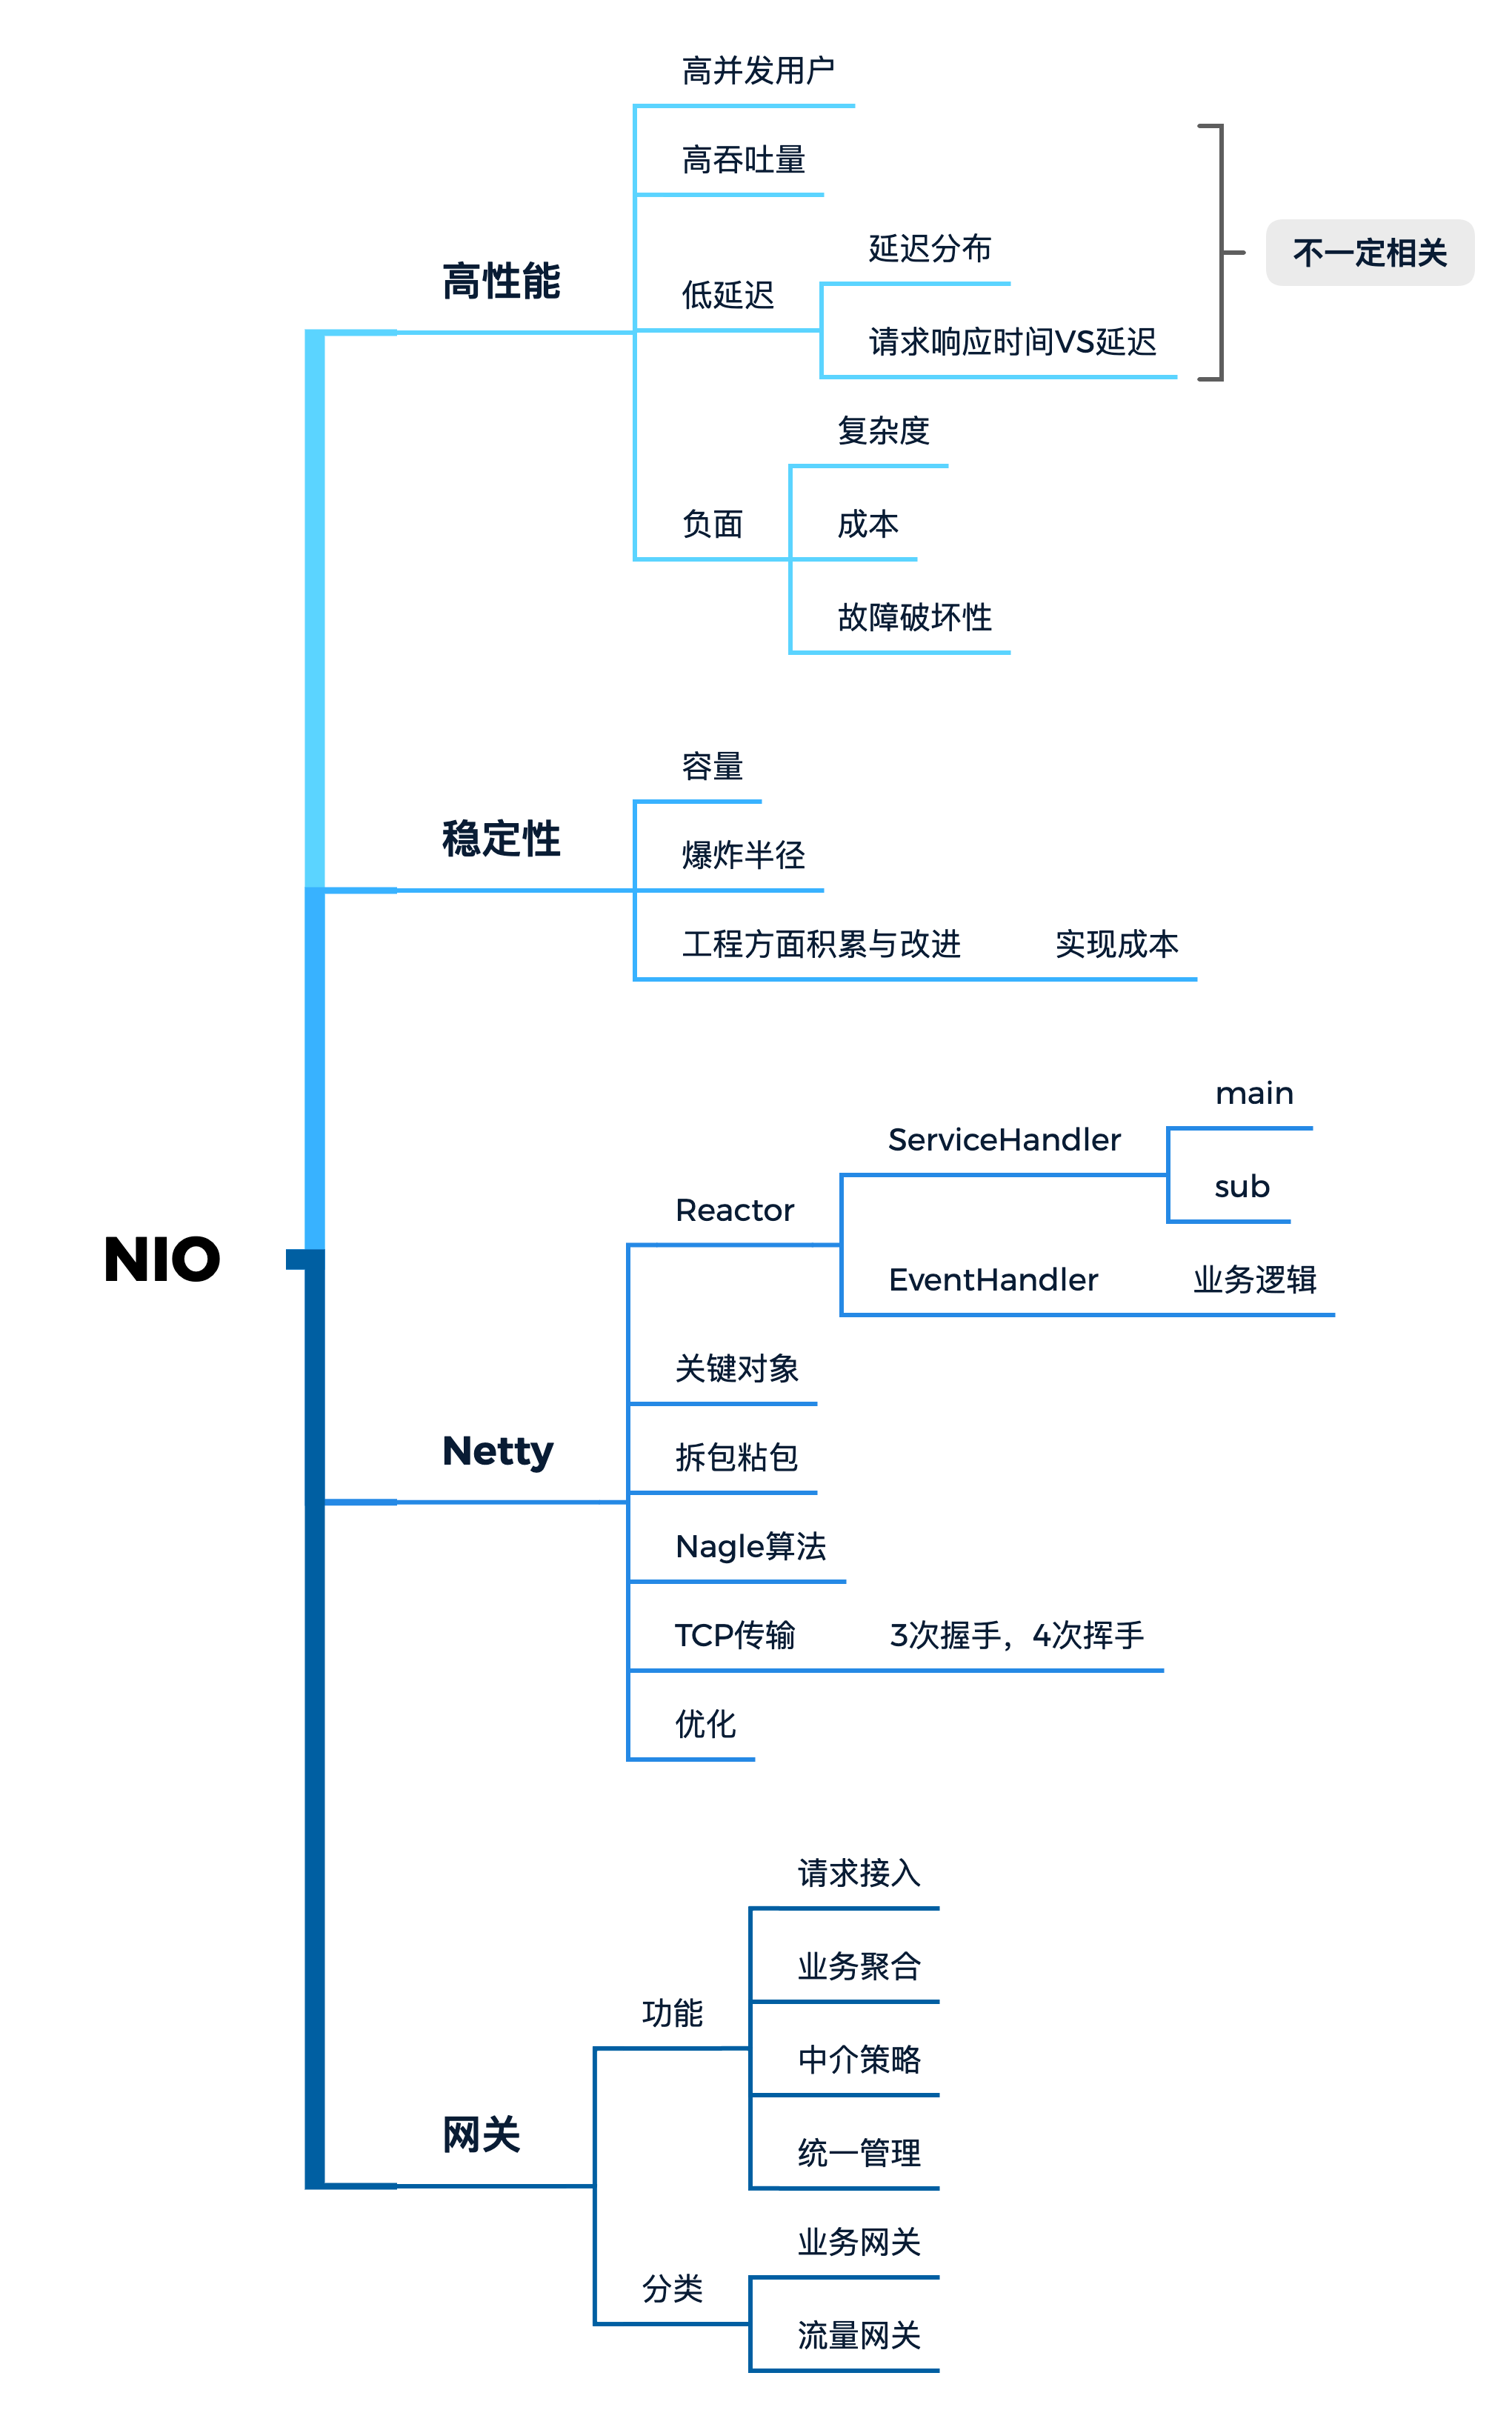 NIO
高性能
高并发用户
高吞吐量
低延迟
延迟分布
请求响应时间VS延迟
不一定相关
负面
复杂度
成本
故障破坏性
稳定性
容量
爆炸半径
工程方面积累与改进
实现成本
Netty
Reactor
ServiceHandler
main
sub
EventHandler
业务逻辑
关键对象
拆包粘包
Nagle算法
TCP传输
3次握手，4次挥手
优化
网关
功能
请求接入
业务聚合
中介策略
统一管理
分类
业务网关
流量网关